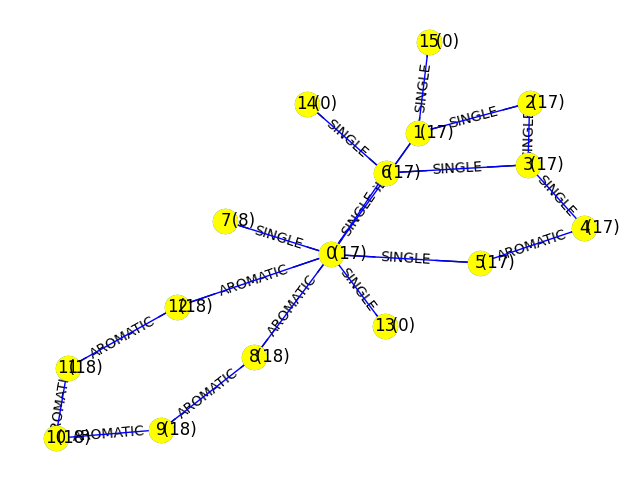 15(0)
14(0)
2(17)
SINGLE
SINGLE
1(17)
SINGLE
SINGLE
3(17)
6(17)
SINGLE
SINGLE
SINGLE
7(8)
4(17)
SINGLE
AROMATIC
0(17)
SINGLE
5(17)
AROMATIC
SINGLE
12(18)
AROMATIC
13(0)
AROMATIC
8(18)
11(18)
AROMATIC
AROMATIC
9(18)
10(18)
AROMATIC